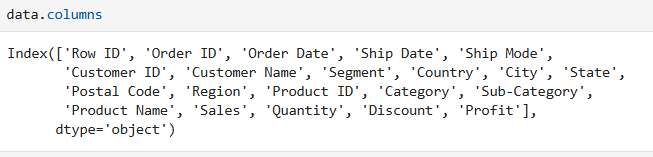 data.columns
Index(['Row ID', 'Order ID', 'Order Date', 'Ship Date', 'Ship Mode',
'Customer ID', 'Customer Name', 'Segment', 'Country', 'City', 'State',
'Postal Code', 'Region', 'Product ID', 'Category', 'Sub-Category',
'Product Name', 'Sales', 'Quantity', 'Discount', 'Profit'],
dtype='object')